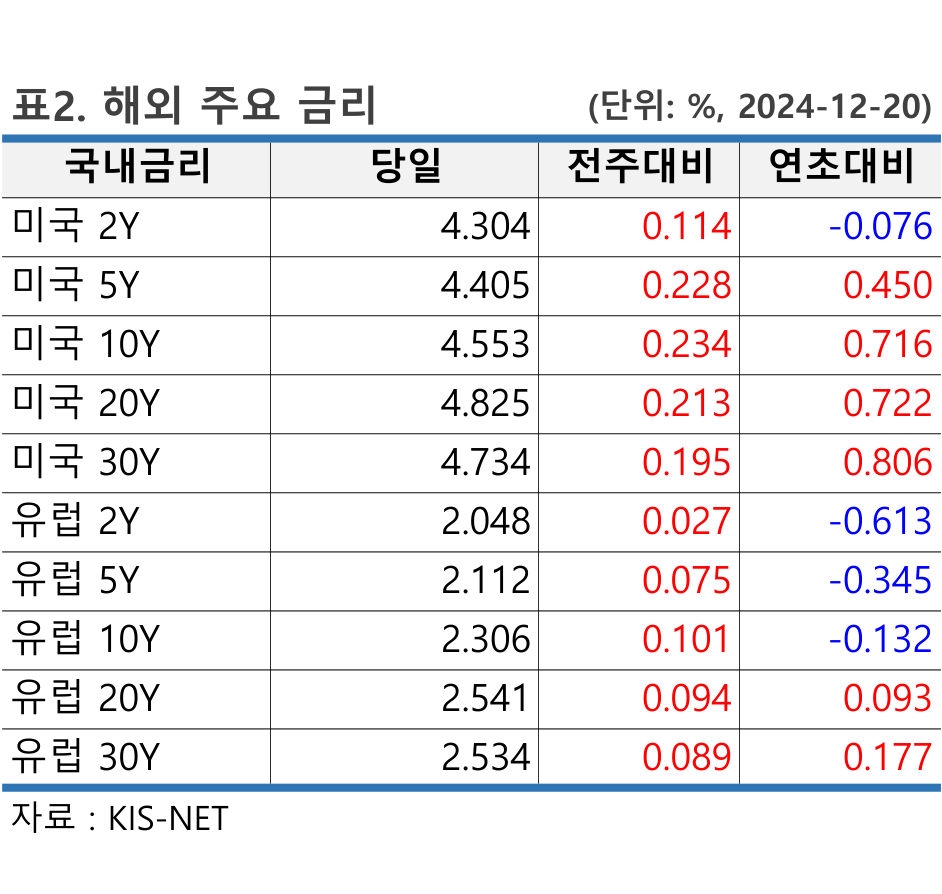 표2. 해외 주요 금리 (단위: %, 2024-12-20)
국내금리 당일 전주대비 연초대비
미국 2Y 4.304 0.114 -0.076
미국 5Y 4.405 0.228 0.450
미국 10Y 4.553 0.234 0.716
미국 20Y 4.825 0.213 0.722
미국 30Y 4.734 0.195 0.806
유럽 2Y 2.048 0.027 -0.613
유럽 5Y 2.112 0.075 -0.345
유럽 10Y 2.306 0.101 -0.132
유럽 20Y 2.541 0.094 0.093
유럽 30Y 2.534 0.089 0.177
자료 : KIS-NET